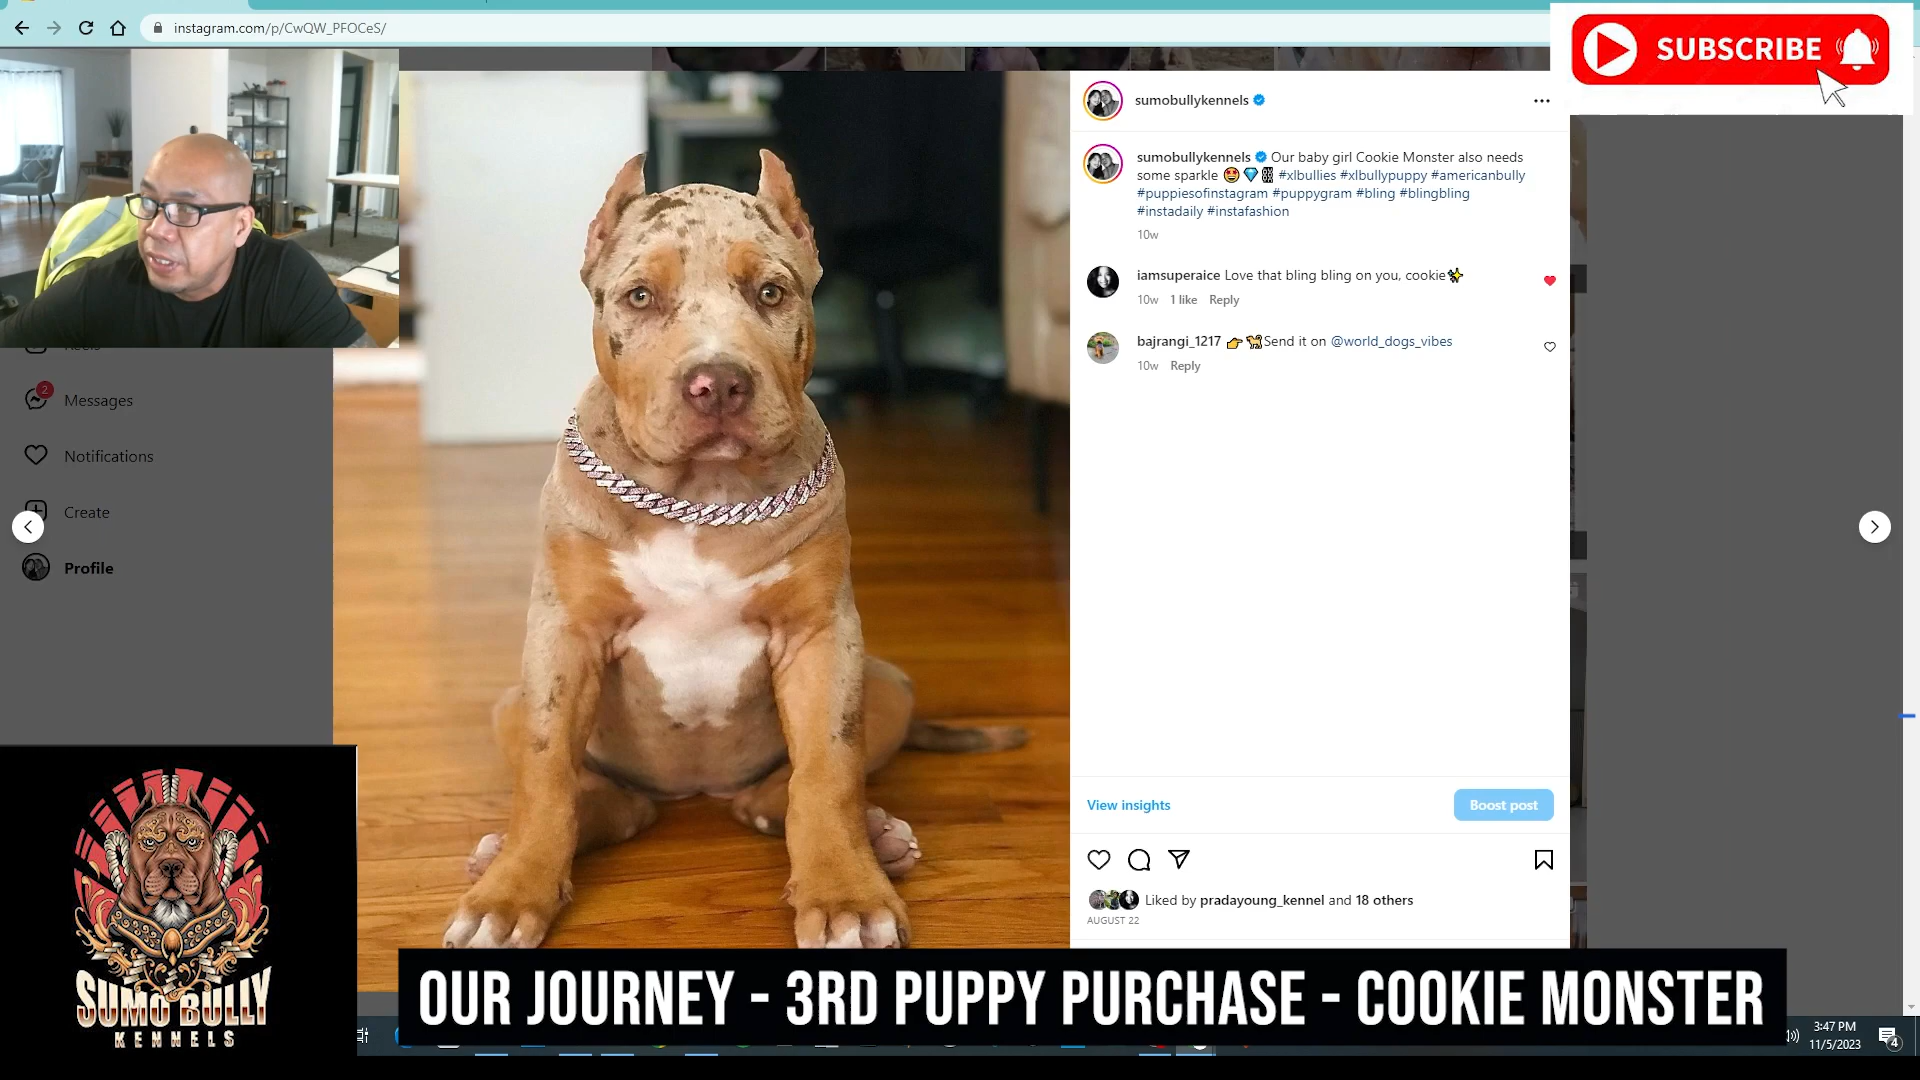 instagram.com/p/CwQW_PFOCeS/
SUBSCRIBE
sumobullykennels
sumobullykennels Our baby girl Cookie Monster also needs
some sparkle 🤩💎⛓ #xlbullies #xlbullypuppy #americanbully
#puppiesofinstagram #puppygram #bling #blingbling
#instadaily #instafashion
10w
iamsuperaice Love that bling bling on you, cookie✨
10w 1 like Reply
bajrangi_1217 👉🐕Send it on @world_dogs_vibes
10w Reply
2
Messages
Notifications
Create
Profile
View insights
Boost post
Liked by pradayoung_kennel and 18 others
AUGUST 22
SUMO BULLY
KENNELS
OUR JOURNEY - 3RD PUPPY PURCHASE - COOKIE MONSTER
3:47 PM
11/5/2023
4